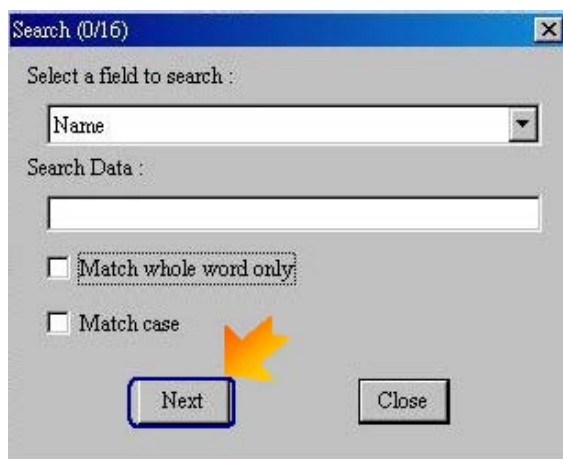 Search (0/16)
Select a field to search :
Name
Search Data :
Match whole word only
Match case
Next
Close